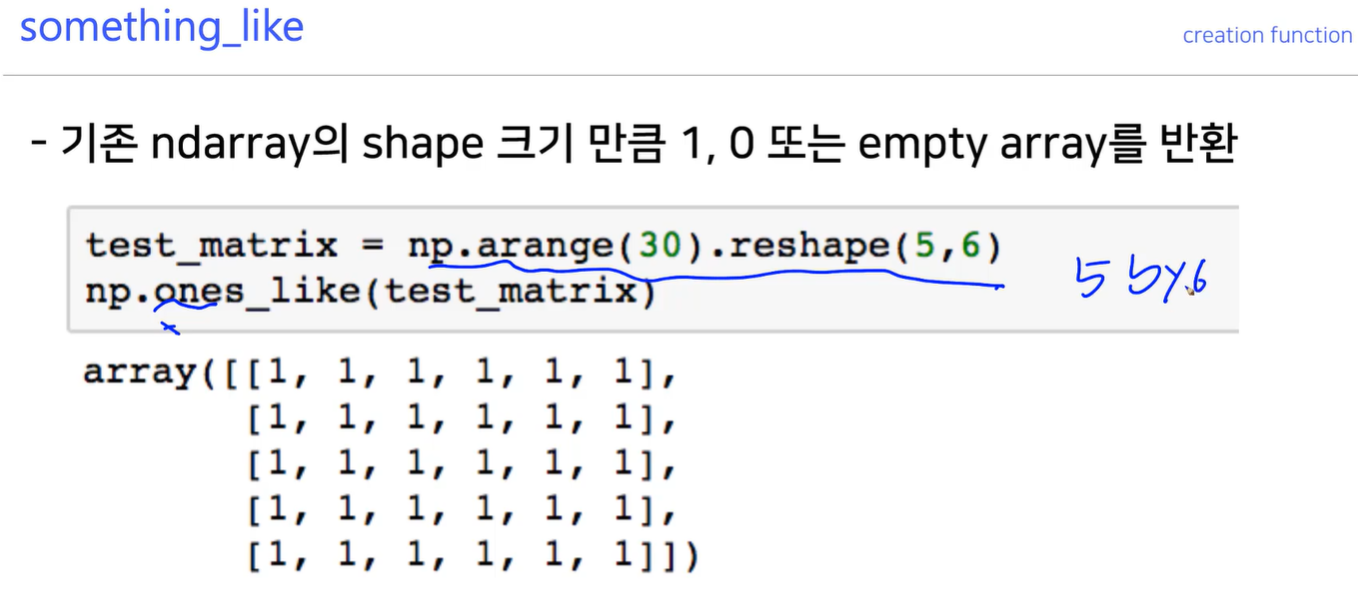 something_like
creation function
- 기존 ndarray의 shape 크기 만큼 1, 0 또는 empty array를 반환
test_matrix = np.arange(30).reshape(5,6)
np.ones_like(test_matrix)
5 by 6
array([[1, 1, 1, 1, 1, 1],
[1, 1, 1, 1, 1, 1],
[1, 1, 1, 1, 1, 1],
[1, 1, 1, 1, 1, 1],
[1, 1, 1, 1, 1, 1]])